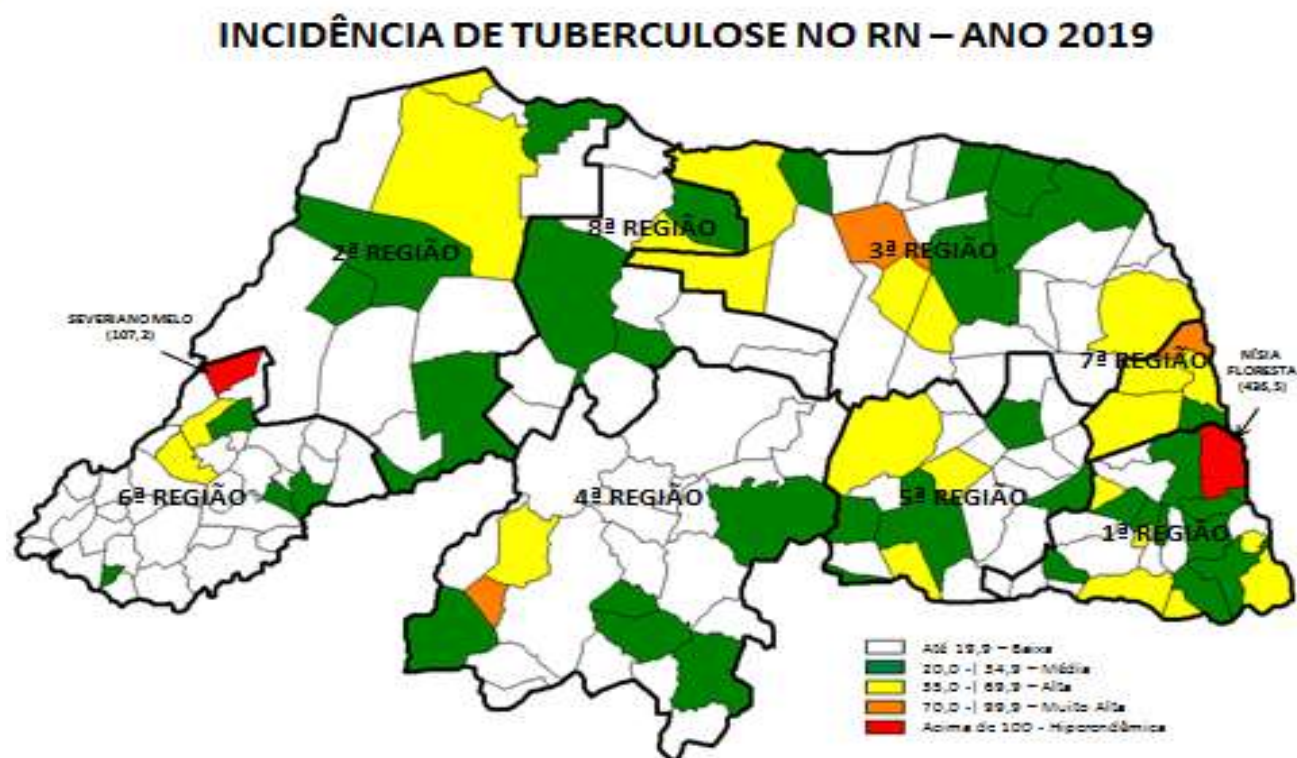 INCIDÊNCIA DE TUBERCULOSE NO RN – ANO 2019
8ª REGIÃO
2ª REGIÃO
3ª REGIÃO
SEVERIANO MELO
(107,2)
7ª REGIÃO
NÍSIA
FLORESTA
(436,5)
6ª REGIÃO
4ª REGIÃO
5ª REGIÃO
1ª REGIÃO
Até 19,9 – Baixa
20,0 -| 34,9 – Média
35,0 -| 69,9 – Alta
70,0 -| 99,9 – Muito Alta
Acima de 100 - Hiperendêmica